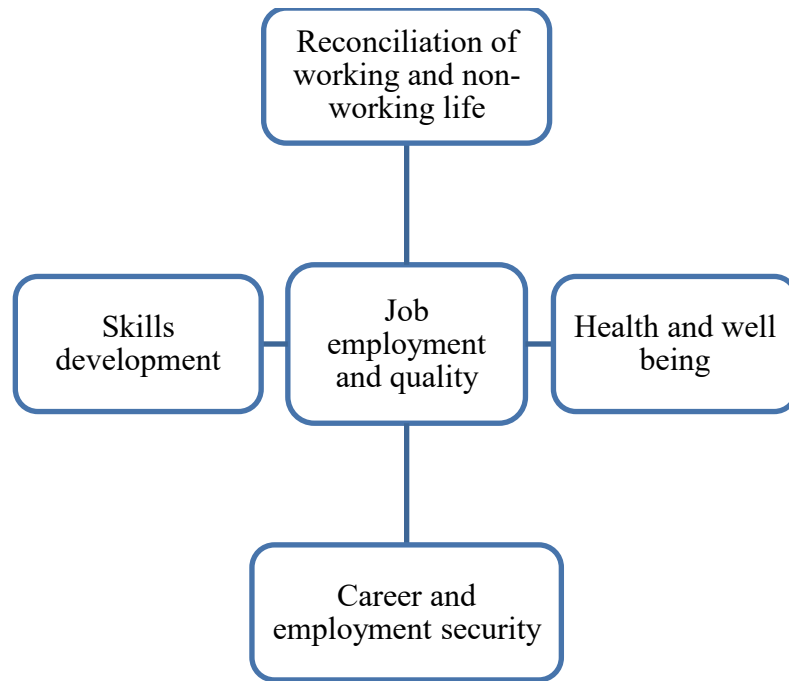 Reconciliation of
working and non-
working life
Skills
development
Job
employment
and quality
Health and well
being
Career and
employment security